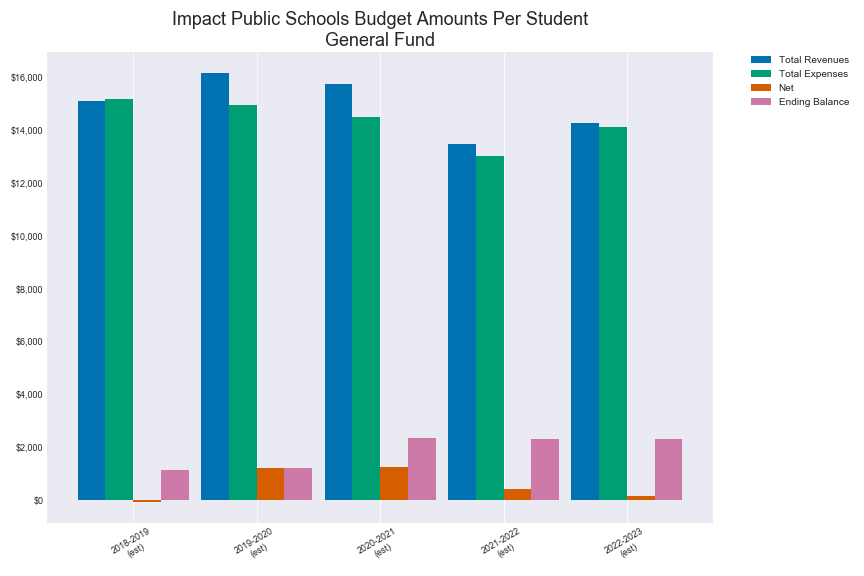 Impact Public Schools Budget Amounts Per Student
General Fund
Total Revenues
Total Expenses
Net
Ending Balance
$16,000
$14,000
$12,000
$10,000
$8,000
$6,000
$4,000
$2,000
$0
2018-2019
(est)
2019-2020
(est)
2020-2021
(est)
2021-2022
(est)
2022-2023
(est)